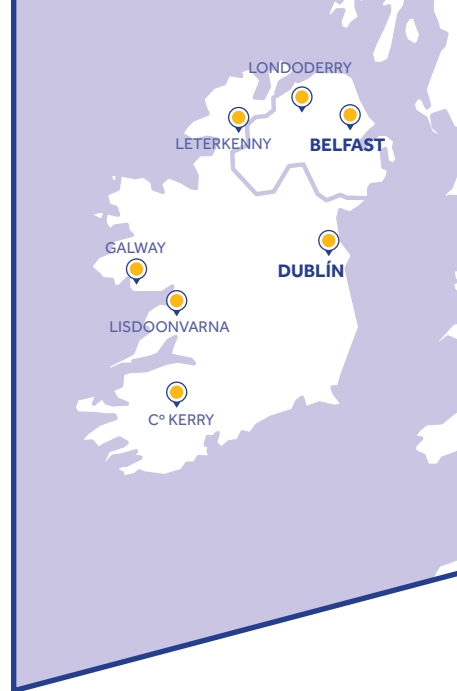 LONDODERRY
LETERKENNY
BELFAST
GALWAY
DUBLÍN
LISDOONVARNA
Cº KERRY